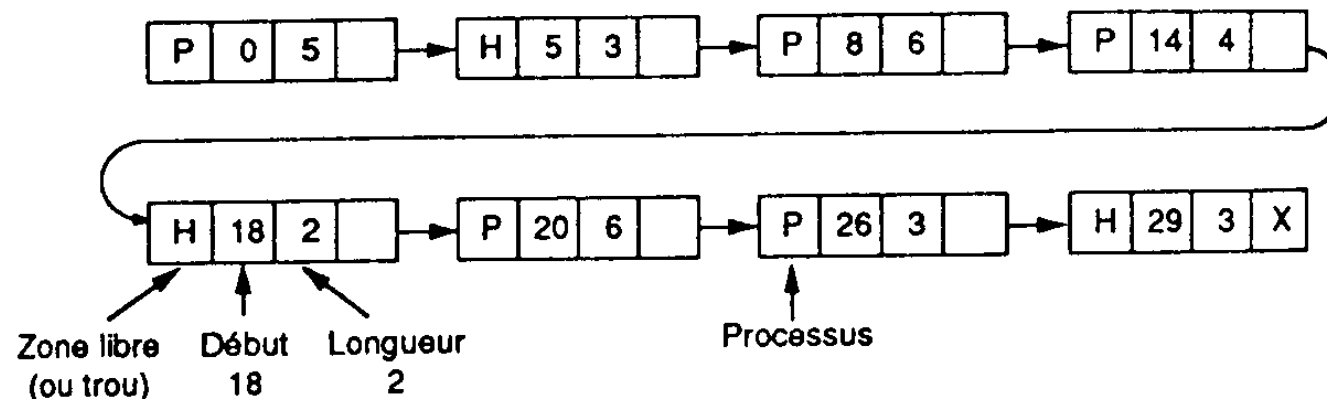 P 0 5 H 5 3 P 8 6 P 14 4
H 18 2 P 20 6 P 26 3 H 29 3 X
Zone libre Début Longueur Processus
(ou trou) 18 2